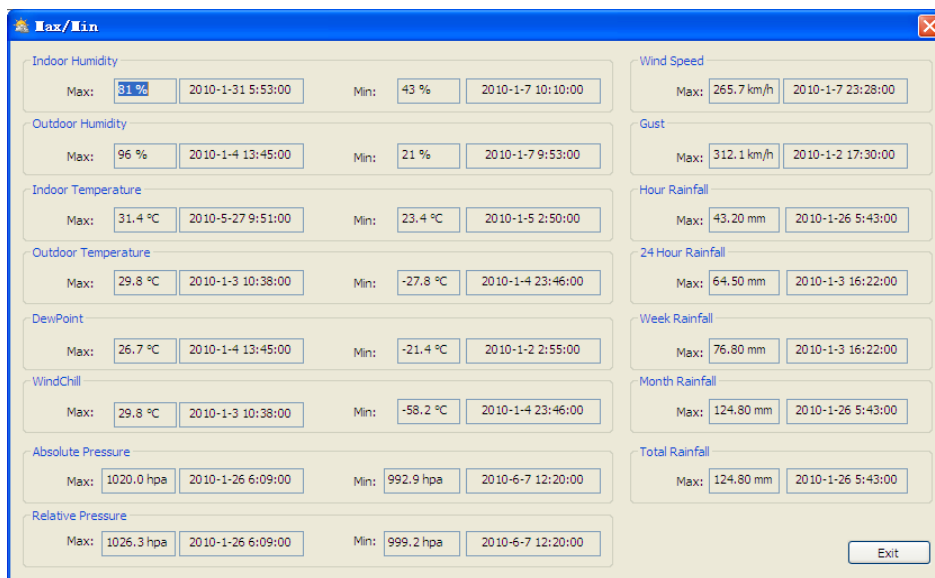 Max/Min
Indoor Humidity
Max: 81 % 2010-1-31 5:53:00 Min: 43 % 2010-1-7 10:10:00
Wind Speed
Max: 265.7 km/h 2010-1-7 23:28:00
Outdoor Humidity
Max: 96 % 2010-1-4 13:45:00 Min: 21 % 2010-1-7 9:53:00
Gust
Max: 312.1 km/h 2010-1-2 17:30:00
Indoor Temperature
Max: 31.4 ℃ 2010-5-27 9:51:00 Min: 23.4 ℃ 2010-1-5 2:50:00
Hour Rainfall
Max: 43.20 mm 2010-1-26 5:43:00
Outdoor Temperature
Max: 29.8 ℃ 2010-1-3 10:38:00 Min: -27.8 ℃ 2010-1-4 23:46:00
24 Hour Rainfall
Max: 64.50 mm 2010-1-3 16:22:00
DewPoint
Max: 26.7 ℃ 2010-1-4 13:45:00 Min: -21.4 ℃ 2010-1-2 2:55:00
Week Rainfall
Max: 76.80 mm 2010-1-3 16:22:00
WindChill
Max: 29.8 ℃ 2010-1-3 10:38:00 Min: -58.2 ℃ 2010-1-4 23:46:00
Month Rainfall
Max: 124.80 mm 2010-1-26 5:43:00
Absolute Pressure
Max: 1020.0 hpa 2010-1-26 6:09:00 Min: 992.9 hpa 2010-6-7 12:20:00
Total Rainfall
Max: 124.80 mm 2010-1-26 5:43:00
Relative Pressure
Max: 1026.3 hpa 2010-1-26 6:09:00 Min: 999.2 hpa 2010-6-7 12:20:00
Exit